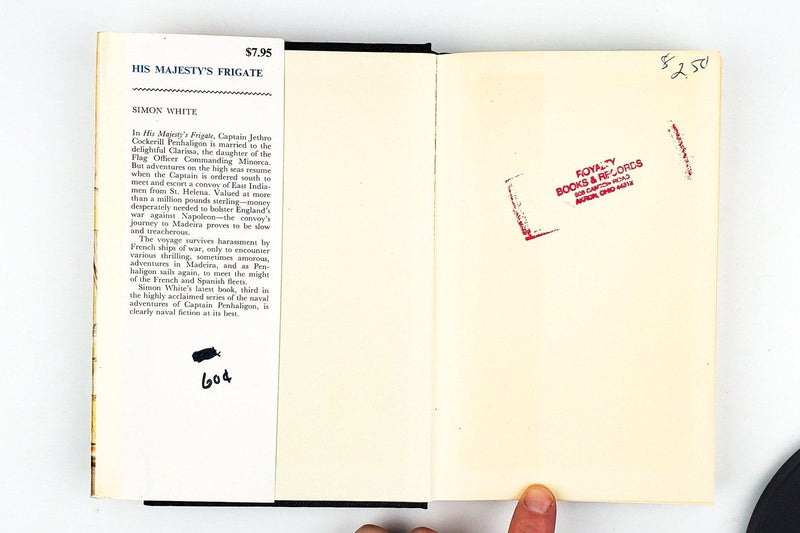 $7.95
HIS MAJESTY'S FRIGATE
SIMON WHITE
In His Majesty's Frigate, Captain Jethro
Cockerill Penhaligon is married to the
delightful Clarissa, the daughter of the
Flag Officer Commanding Minorca.
But adventures on the high seas resume
when the Captain is ordered south to
meet and escort a convoy of East India-
men from St. Helena. Valued at more
than a million pounds sterling—money
desperately needed to bolster England's
war against Napoleon—the convoy's
journey to Madeira proves to be slow
and treacherous.
The voyage survives harassment by
French ships of war, only to encounter
various thrilling, sometimes amorous,
adventures in Madeira, and as Pen-
haligon sails again, to meet the might
of the French and Spanish fleets.
Simon White's latest book, third in
the highly acclaimed series of the naval
adventures of Captain Penhaligon, is
clearly naval fiction at its best.
60¢
$ 2.50
ROYALTY
BOOKS & RECORDS
508 CANTON ROAD
AKRON, OHIO 44312